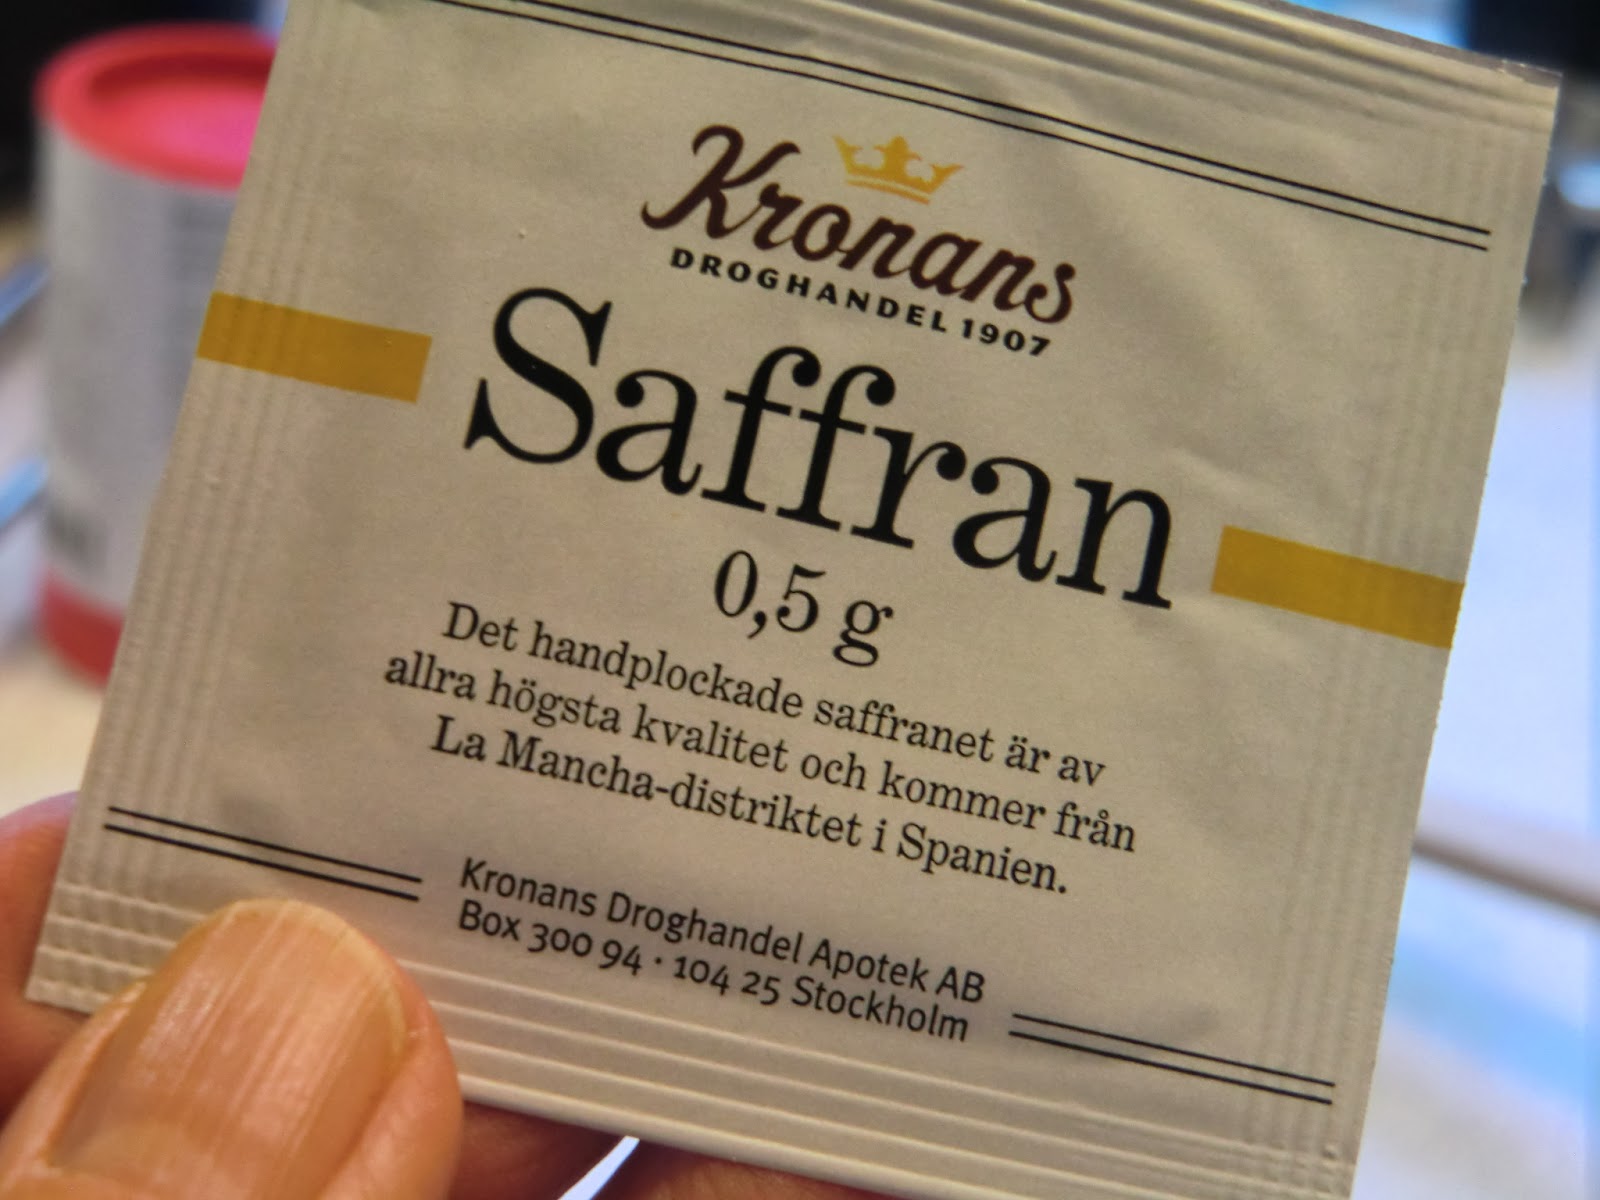 Kronans
DROGHANDEL 1907
Saffran
0,5 g
Det handplockade saffranet är av
allra högsta kvalitet och kommer från
La Mancha-distriktet i Spanien.
Kronans Droghandel Apotek AB
Box 300 94 · 104 25 Stockholm